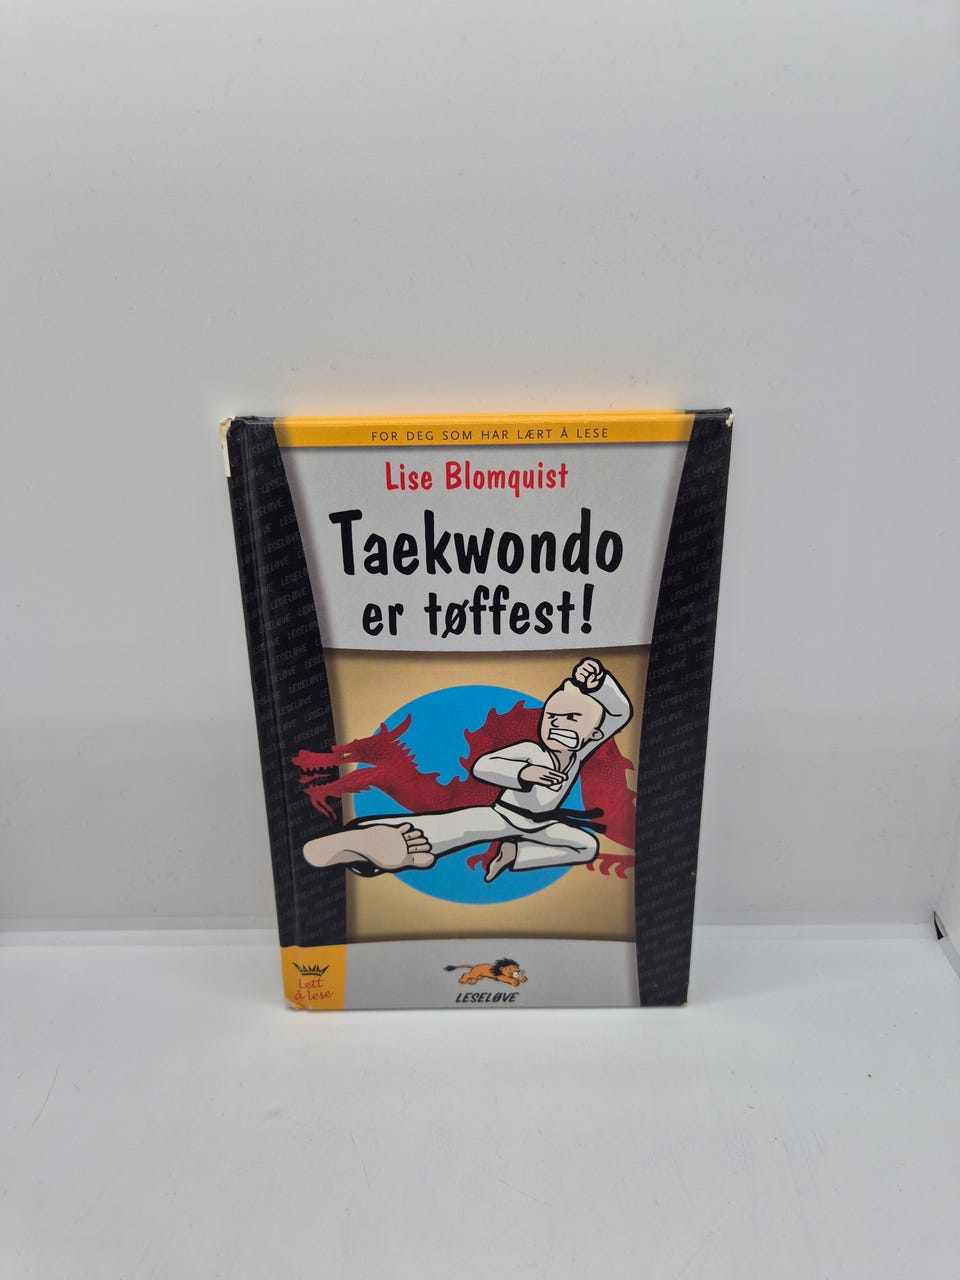 FOR DEG SOM HAR LÆRT Å LESE
Lise Blomquist
Taekwondo
er tøffest!
DAMM
Lett
å lese
LESELØVE